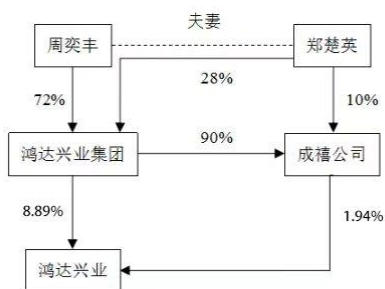 夫妻
周奕丰
郑楚英
28%
72%
10%
90%
鸿达兴业集团
成禧公司
8.89%
1.94%
鸿达兴业